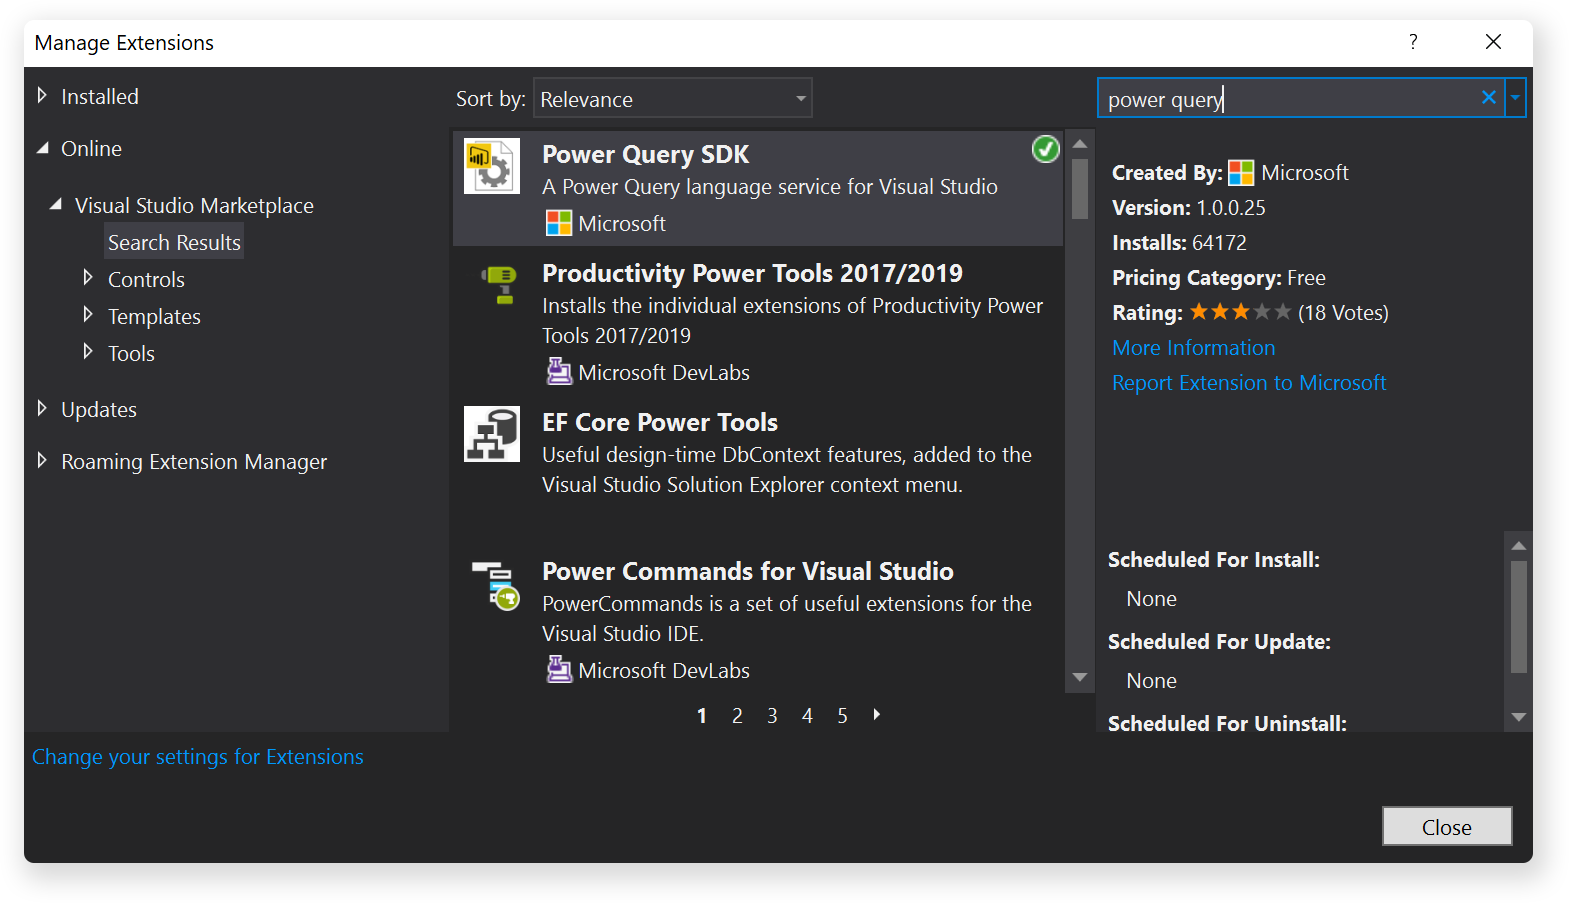 Manage Extensions
?
Installed
Online
Visual Studio Marketplace
Search Results
Controls
Templates
Tools
Updates
Roaming Extension Manager
Sort by: Relevance
Power Query SDK
A Power Query language service for Visual Studio
Microsoft
Productivity Power Tools 2017/2019
Installs the individual extensions of Productivity Power
Tools 2017/2019
Microsoft DevLabs
EF Core Power Tools
Useful design-time DbContext features, added to the
Visual Studio Solution Explorer context menu.
Power Commands for Visual Studio
PowerCommands is a set of useful extensions for the
Visual Studio IDE.
Microsoft DevLabs
1 2 3 4 5
power query
Created By: Microsoft
Version: 1.0.0.25
Installs: 64172
Pricing Category: Free
Rating: (18 Votes)
More Information
Report Extension to Microsoft
Scheduled For Install:
None
Scheduled For Update:
None
Scheduled For Uninstall:
Change your settings for Extensions
Close